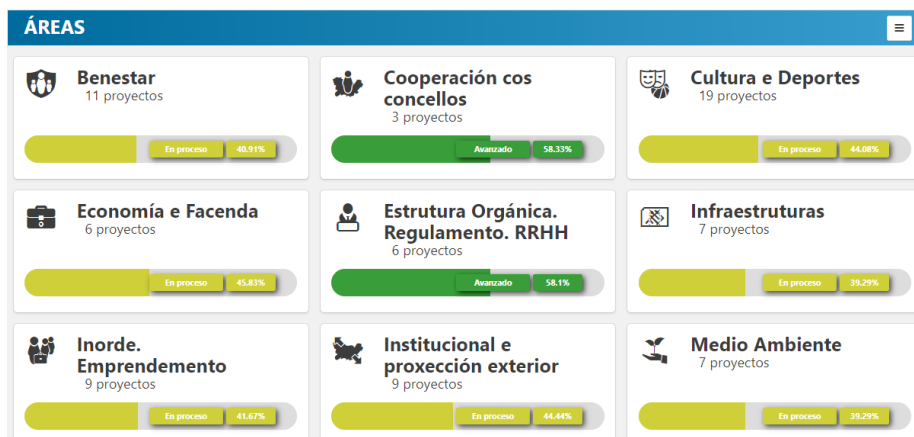 ÁREAS
Benestar
11 proyectos
En proceso 40.91%
Cooperación cos
concellos
3 proyectos
Avanzado 58.33%
Cultura e Deportes
19 proyectos
En proceso 44.08%
Economía e Facenda
6 proyectos
En proceso 45.83%
Estrutura Orgánica.
Regulamento. RRHH
6 proyectos
Avanzado 58.1%
Infraestruturas
7 proyectos
En proceso 39.29%
Inorde.
Emprendemento
9 proyectos
En proceso 41.67%
Institucional e
proxección exterior
9 proyectos
En proceso 44.44%
Medio Ambiente
7 proyectos
En proceso 39.29%